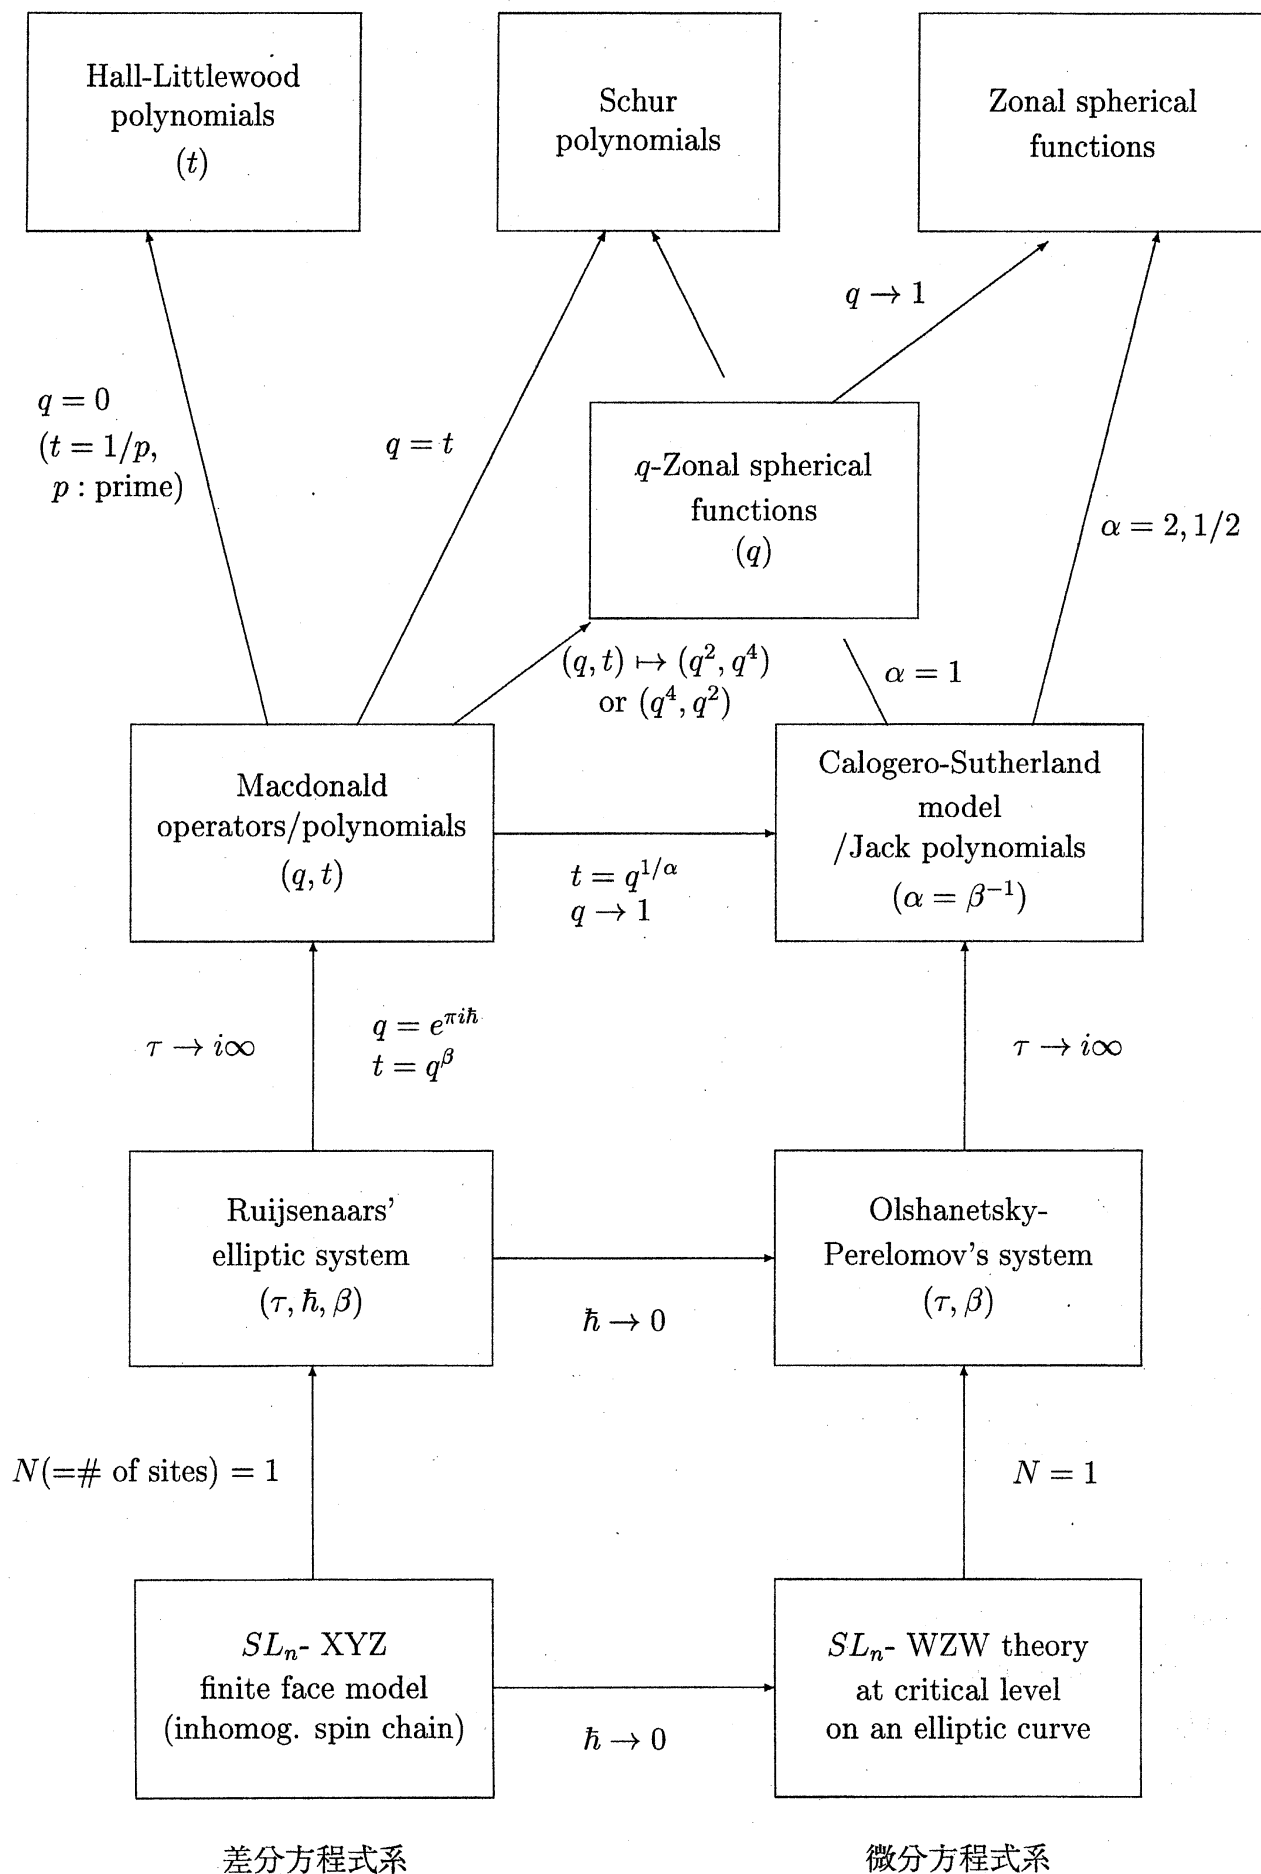 Hall-Littlewood
polynomials
(t)
Schur
polynomials
Zonal spherical
functions
q → 1
q = 0
(t = 1/p,
p : prime)
q = t
q-Zonal spherical
functions
(q)
α = 2, 1/2
(q, t) ↦ (q², q⁴)
or (q⁴, q²)
α = 1
Macdonald
operators/polynomials
(q, t)
Calogero-Sutherland
model
/Jack polynomials
(α = β⁻¹)
t = q^{1/α}
q → 1
τ → i∞
q = e^{πiħ}
t = q^β
τ → i∞
Ruijsenaars'
elliptic system
(τ, ħ, β)
Olshanetsky-
Perelomov's system
(τ, β)
ħ → 0
N(=# of sites) = 1
N = 1
SLₙ- XYZ
finite face model
(inhomog. spin chain)
SLₙ- WZW theory
at critical level
on an elliptic curve
ħ → 0
差分方程式系
微分方程式系